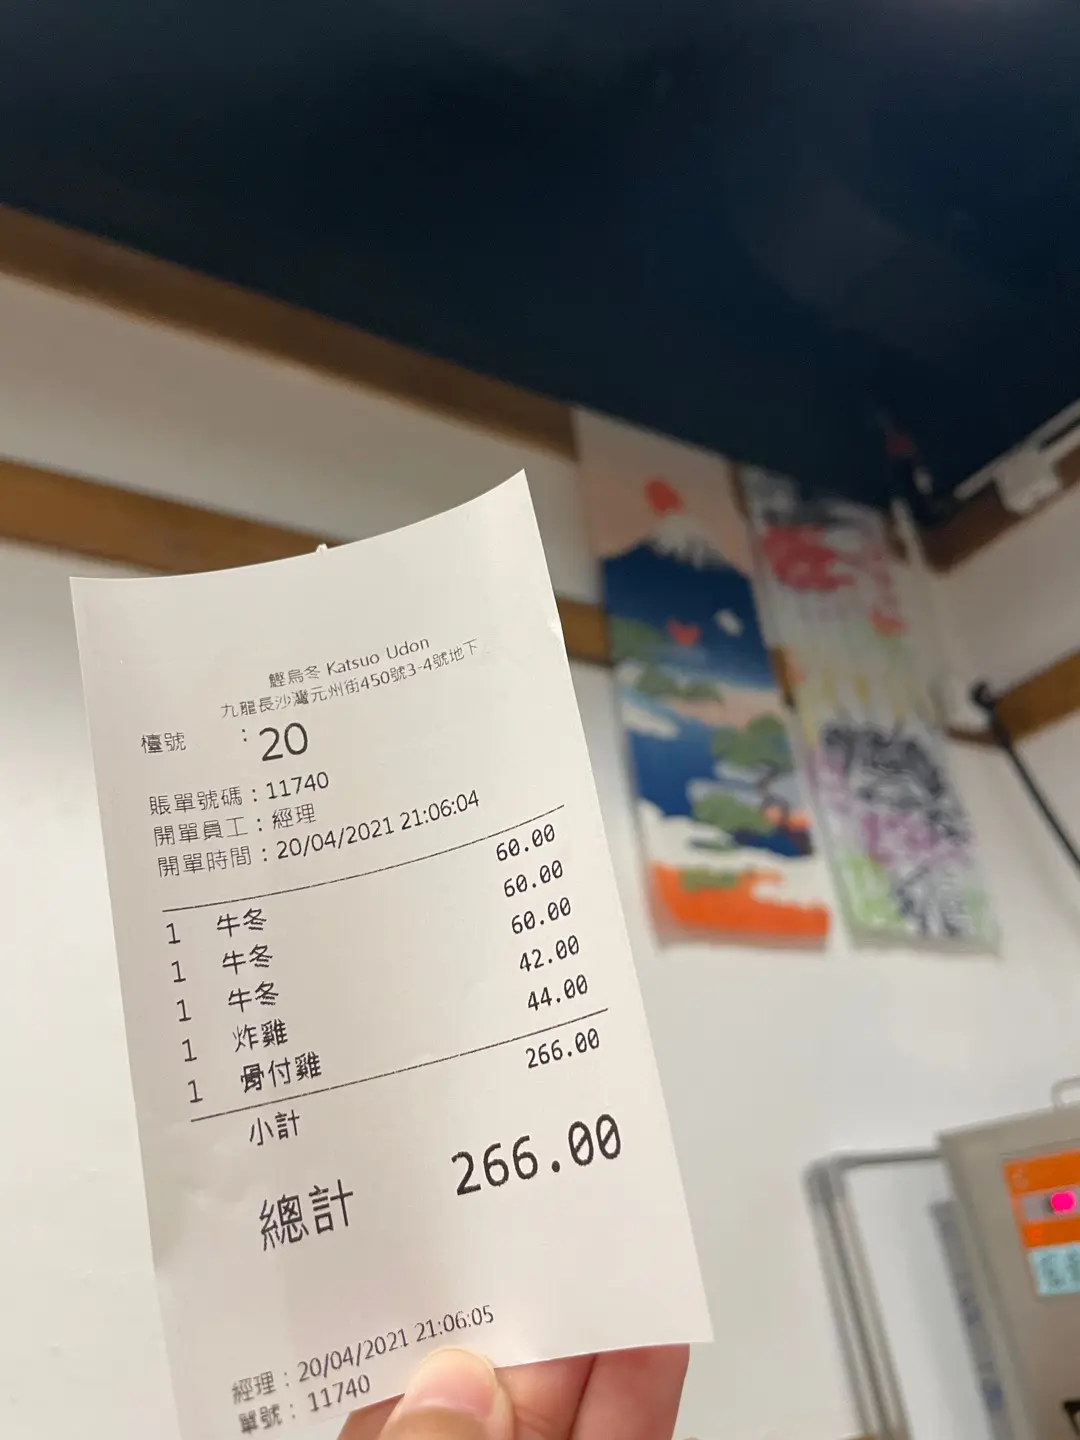 鰹烏冬 Katsuo Udon
九龍長沙灣元州街450號3-4號地下
檯號 : 20
賬單號碼：11740
開單員工：經理
開單時間：20/04/2021 21:06:04
1 牛冬 60.00
1 牛冬 60.00
1 牛冬 60.00
1 炸雞 42.00
1 骨付雞 44.00
小計 266.00
總計 266.00
經理：20/04/2021 21:06:05
單號：11740